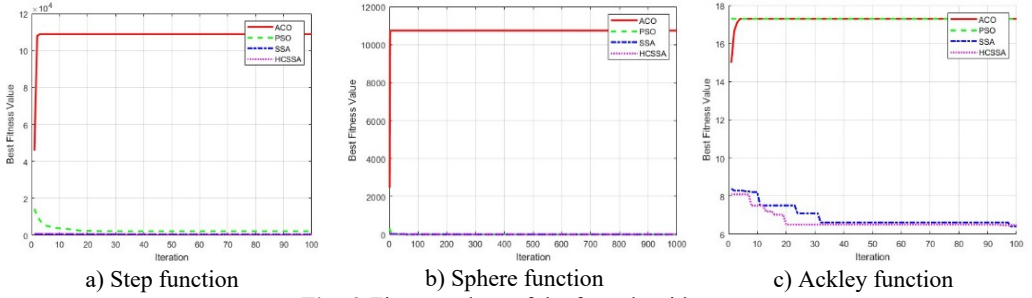 × 10⁴
12
10
8
6
4
2
0
Best Fitness Value
0 10 20 30 40 50 60 70 80 90 100
Iteration
ACO
PSO
SSA
HCSSA
a) Step function
12000
10000
8000
6000
4000
2000
0
Best Fitness Value
0 100 200 300 400 500 600 700 800 900 1000
Iteration
ACO
PSO
SSA
HCSSA
b) Sphere function
18
16
14
12
10
8
6
Best Fitness Value
0 10 20 30 40 50 60 70 80 90 100
Iteration
ACO
PSO
SSA
HCSSA
c) Ackley function